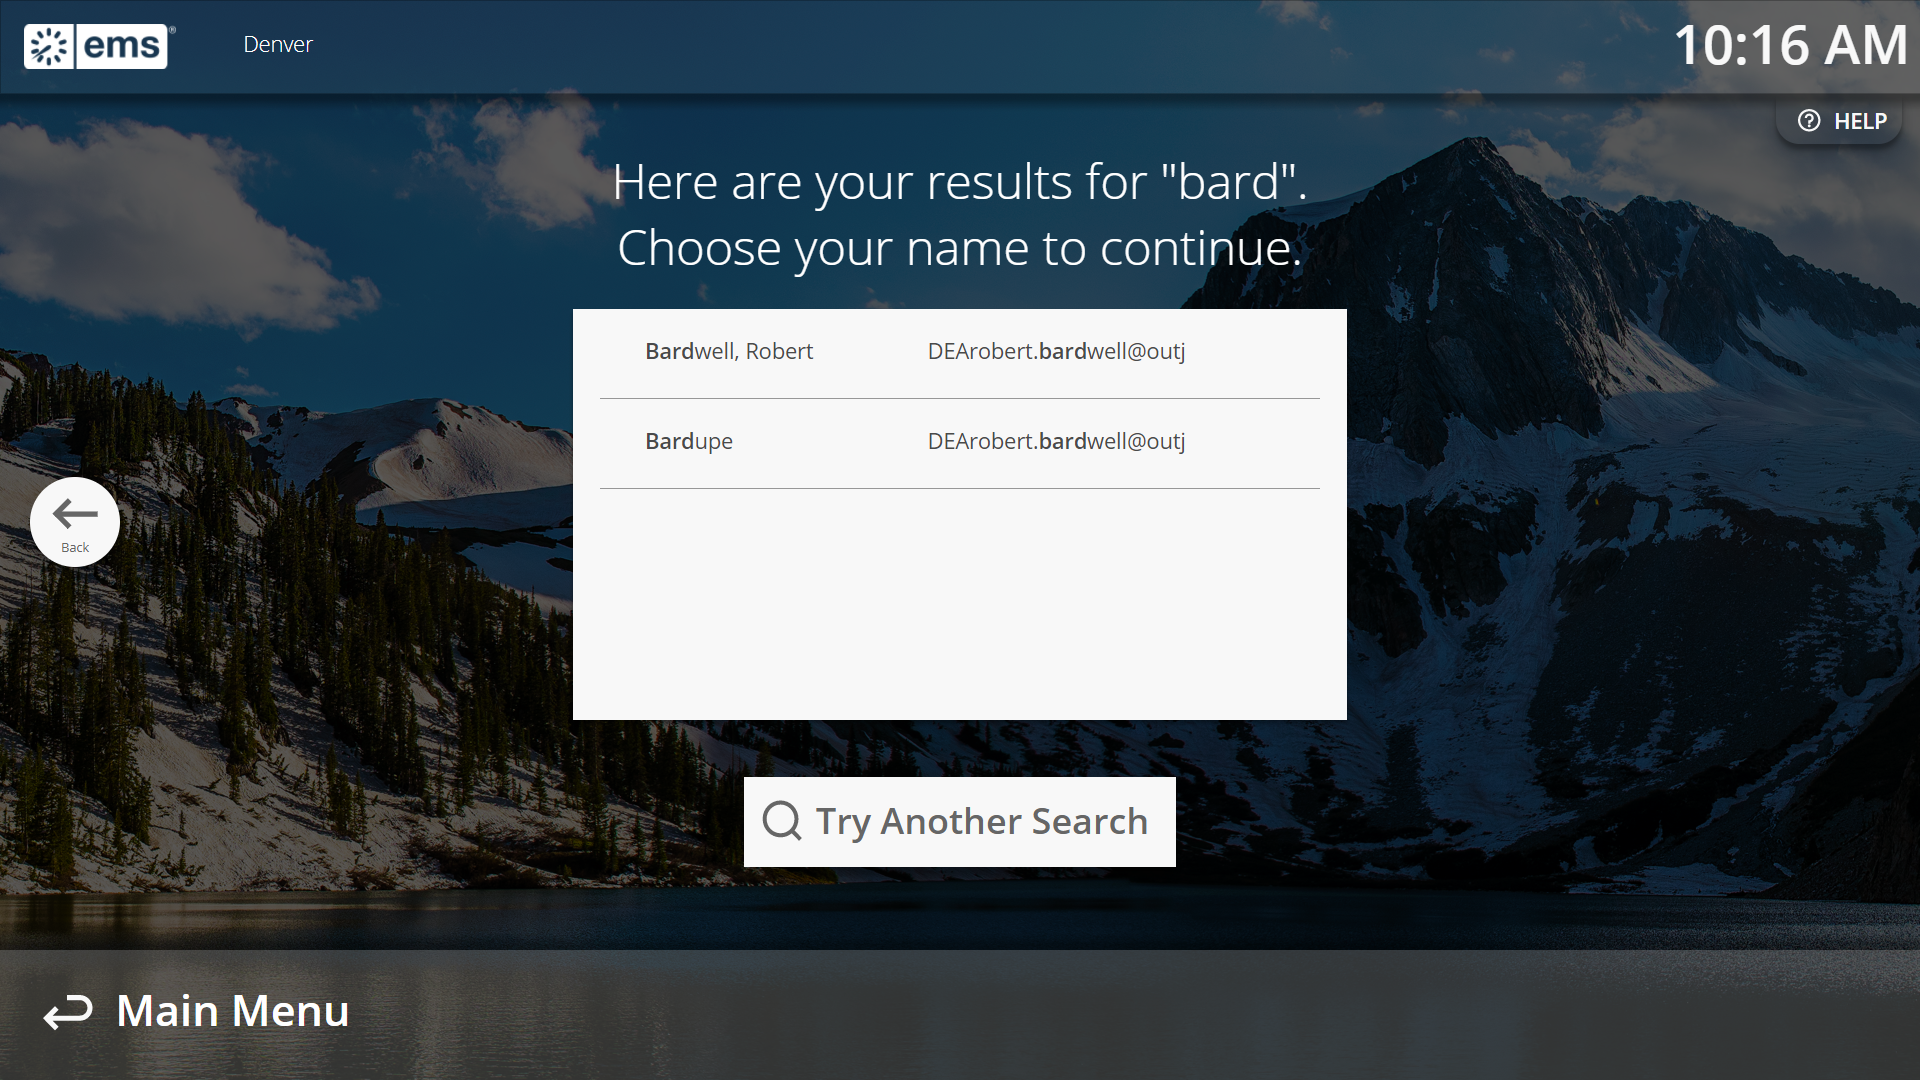 ems®
Denver
10:16 AM
HELP
Here are your results for "bard".
Choose your name to continue.
Bardwell, Robert DEArobert.bardwell@outj
Bardupe DEArobert.bardwell@outj
Back
Try Another Search
Main Menu